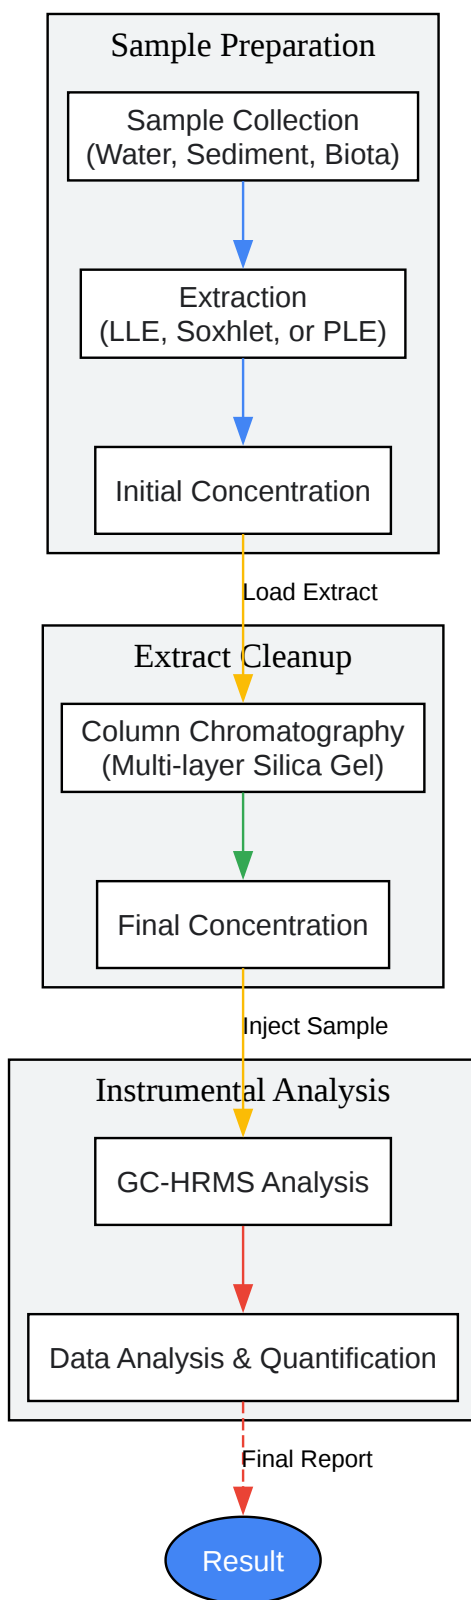 Sample Preparation
Sample Collection
(Water, Sediment, Biota)
Extraction
(LLE, Soxhlet, or PLE)
Initial Concentration
Load Extract
Extract Cleanup
Column Chromatography
(Multi-layer Silica Gel)
Final Concentration
Inject Sample
Instrumental Analysis
GC-HRMS Analysis
Data Analysis & Quantification
Final Report
Result